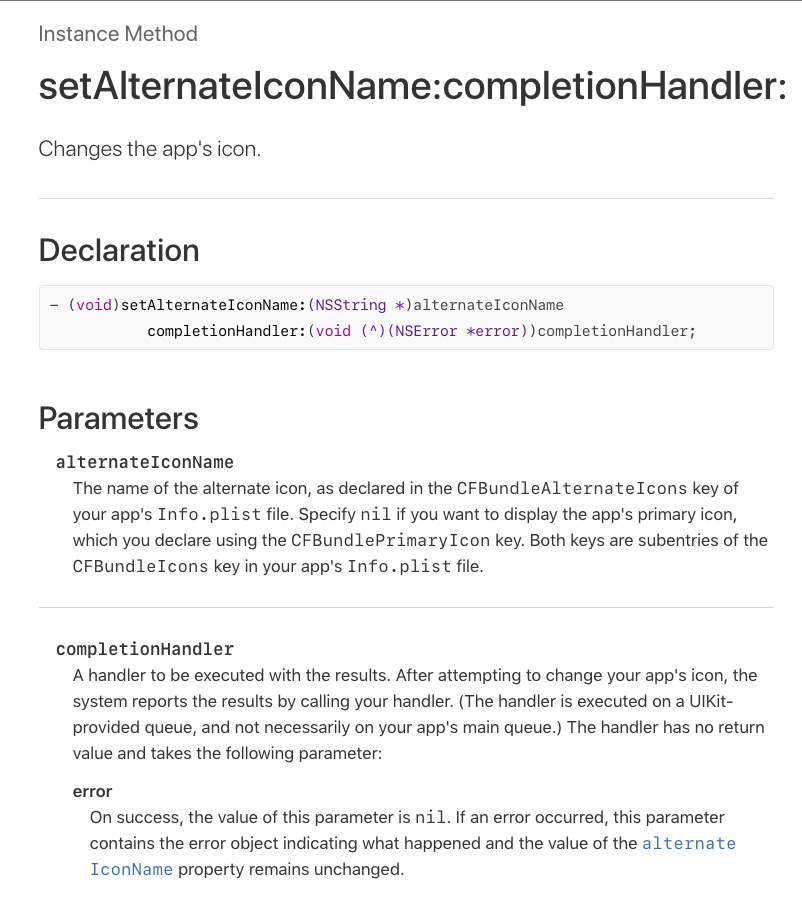 Instance Method
setAlternateIconName:completionHandler:
Changes the app's icon.
Declaration
- (void)setAlternateIconName:(NSString *)alternateIconName
completionHandler:(void (^)(NSError *error))completionHandler;
Parameters
alternateIconName
The name of the alternate icon, as declared in the CFBundleAlternateIcons key of
your app's Info.plist file. Specify nil if you want to display the app's primary icon,
which you declare using the CFBundlePrimaryIcon key. Both keys are subentries of the
CFBundleIcons key in your app's Info.plist file.
completionHandler
A handler to be executed with the results. After attempting to change your app's icon, the
system reports the results by calling your handler. (The handler is executed on a UIKit-
provided queue, and not necessarily on your app's main queue.) The handler has no return
value and takes the following parameter:
error
On success, the value of this parameter is nil. If an error occurred, this parameter
contains the error object indicating what happened and the value of the alternate
IconName property remains unchanged.